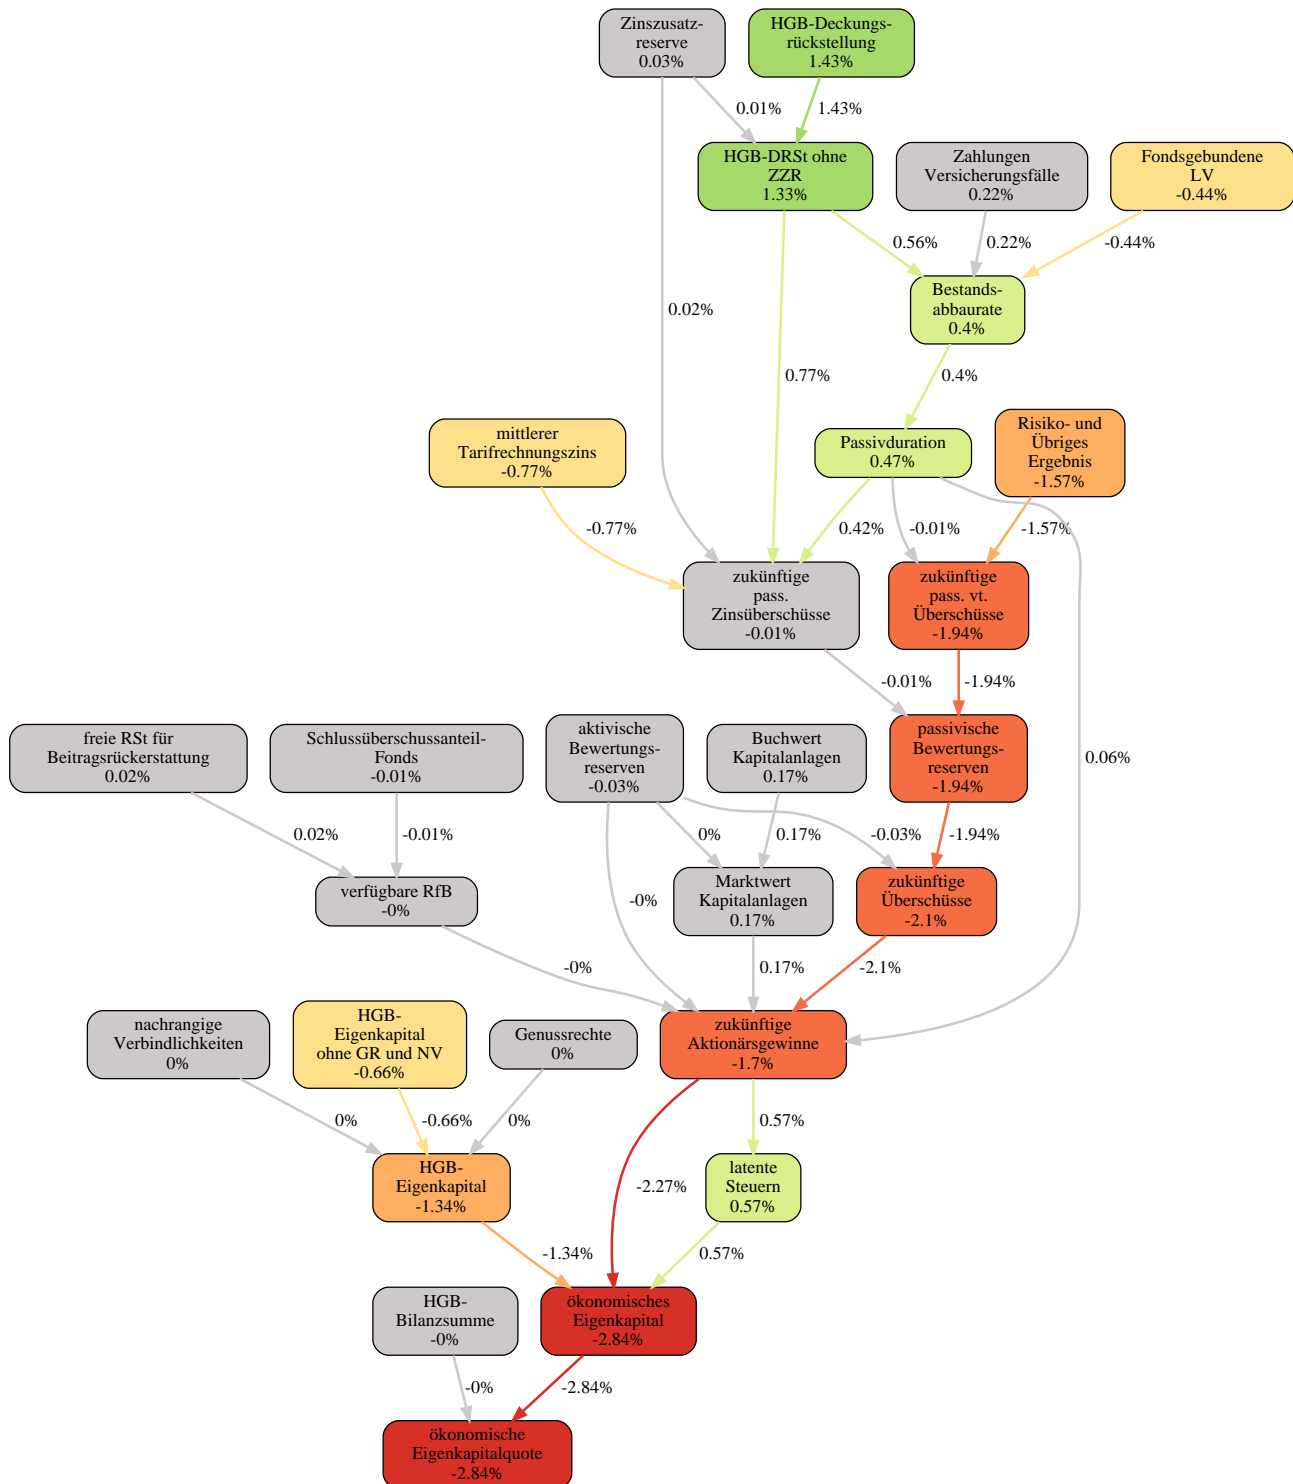 Zinszusatz-
reserve
0.03%
HGB-Deckungs-
rückstellung
1.43%
0.01%
1.43%
HGB-DRSt ohne
ZZR
1.33%
Zahlungen
Versicherungsfälle
0.22%
Fondsgebundene
LV
-0.44%
0.56%
0.22%
-0.44%
Bestands-
abbaurate
0.4%
0.02%
0.77%
0.4%
mittlerer
Tarifrechnungszins
-0.77%
Passivduration
0.47%
Risiko- und
Übriges
Ergebnis
-1.57%
-0.77%
0.42%
-0.01%
-1.57%
zukünftige
pass.
Zinsüberschüsse
-0.01%
zukünftige
pass. vt.
Überschüsse
-1.94%
-0.01%
-1.94%
freie RSt für
Beitragsrückerstattung
0.02%
Schlussüberschussanteil-
Fonds
-0.01%
aktivische
Bewertungs-
reserven
-0.03%
Buchwert
Kapitalanlagen
0.17%
passivische
Bewertungs-
reserven
-1.94%
0.06%
0.02%
-0.01%
0%
0.17%
-0.03%
-1.94%
verfügbare RfB
-0%
-0%
Marktwert
Kapitalanlagen
0.17%
zukünftige
Überschüsse
-2.1%
-0%
0.17%
-2.1%
nachrangige
Verbindlichkeiten
0%
HGB-
Eigenkapital
ohne GR und NV
-0.66%
Genussrechte
0%
zukünftige
Aktionärsgewinne
-1.7%
0%
-0.66%
0%
0.57%
HGB-
Eigenkapital
-1.34%
-2.27%
latente
Steuern
0.57%
-1.34%
0.57%
HGB-
Bilanzsumme
-0%
ökonomisches
Eigenkapital
-2.84%
-0%
-2.84%
ökonomische
Eigenkapitalquote
-2.84%